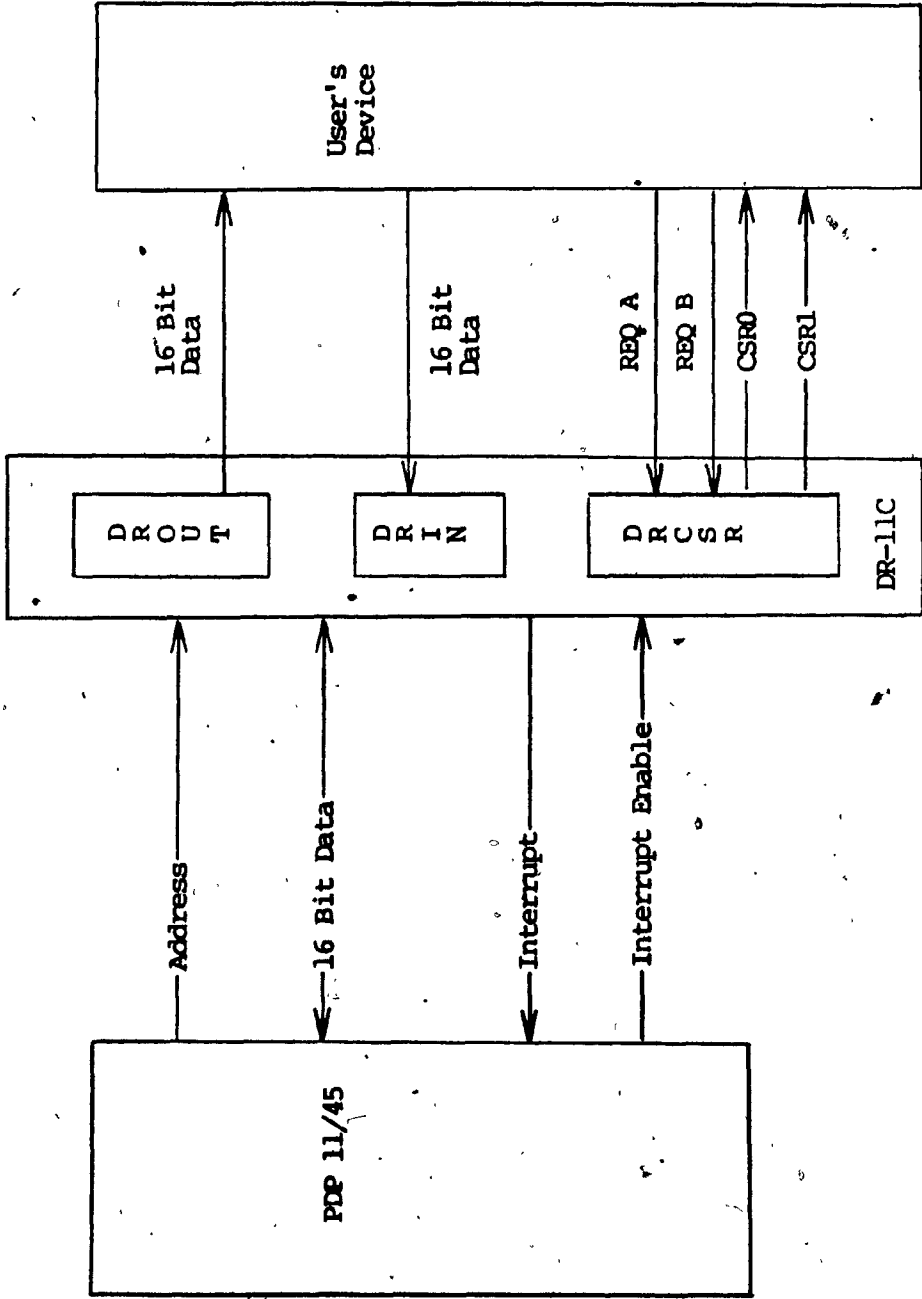 PDP 11/45
Address
16 Bit Data
Interrupt
Interrupt Enable
DROUT
DRIN
DRCSR
DR-11C
16 Bit
Data
16 Bit
Data
REQ A
REQ B
CSR0
CSR1
User's
Device